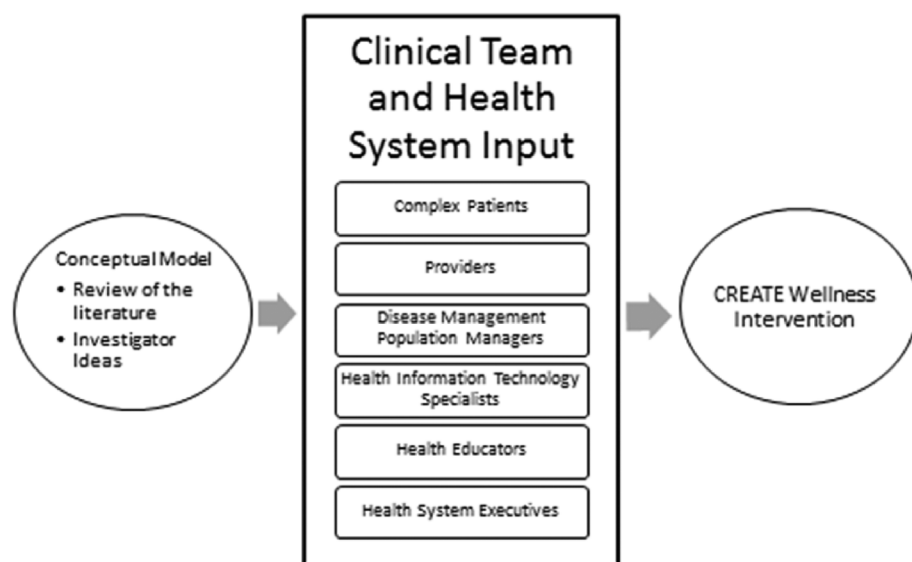 Clinical Team
and Health
System Input
Complex Patients
Providers
Disease Management
Population Managers
Health Information Technology
Specialists
Health Educators
Health System Executives
Conceptual Model
• Review of the
literature
• Investigator
Ideas
CREATE Wellness
Intervention